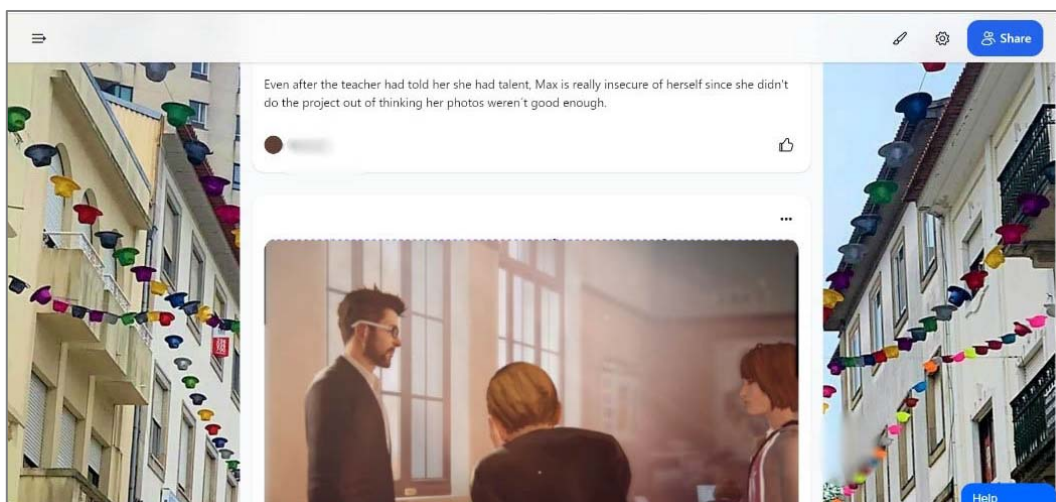 Share
Even after the teacher had told her she had talent, Max is really insecure of herself since she didn't
do the project out of thinking her photos weren't good enough.
Help